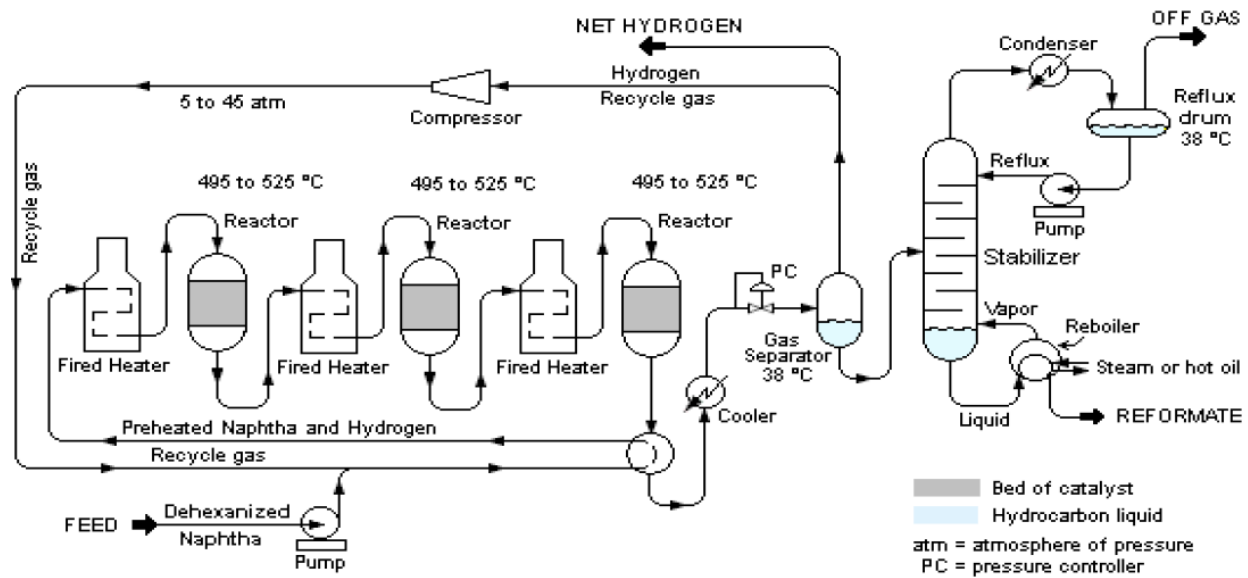 NET HYDROGEN
OFF GAS
Condenser
Hydrogen
Recycle gas
5 to 45 atm
Compressor
Reflux
drum
38 °C
Recycle gas
495 to 525 °C
495 to 525 °C
495 to 525 °C
Reflux
Pump
Reactor
Reactor
Reactor
Stabilizer
PC
Vapor
Reboiler
Fired Heater
Fired Heater
Fired Heater
Gas
Separator
38 °C
Steam or hot oil
Cooler
Liquid
REFORMATE
Preheated Naphtha and Hydrogen
Recycle gas
FEED
Dehexanized
Naphtha
Pump
Bed of catalyst
Hydrocarbon liquid
atm = atmosphere of pressure
PC = pressure controller